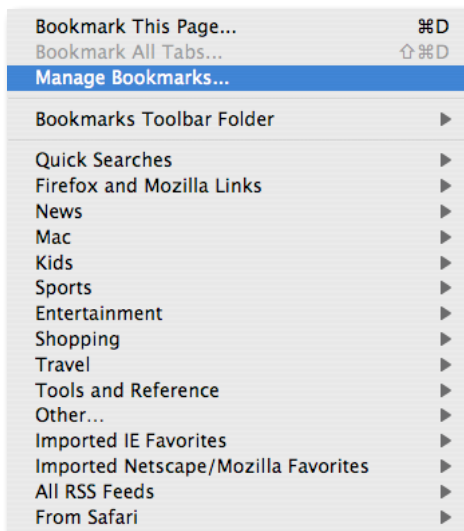 Bookmark This Page... ⌘D
Bookmark All Tabs... ⇧⌘D
Manage Bookmarks...
Bookmarks Toolbar Folder
Quick Searches
Firefox and Mozilla Links
News
Mac
Kids
Sports
Entertainment
Shopping
Travel
Tools and Reference
Other...
Imported IE Favorites
Imported Netscape/Mozilla Favorites
All RSS Feeds
From Safari